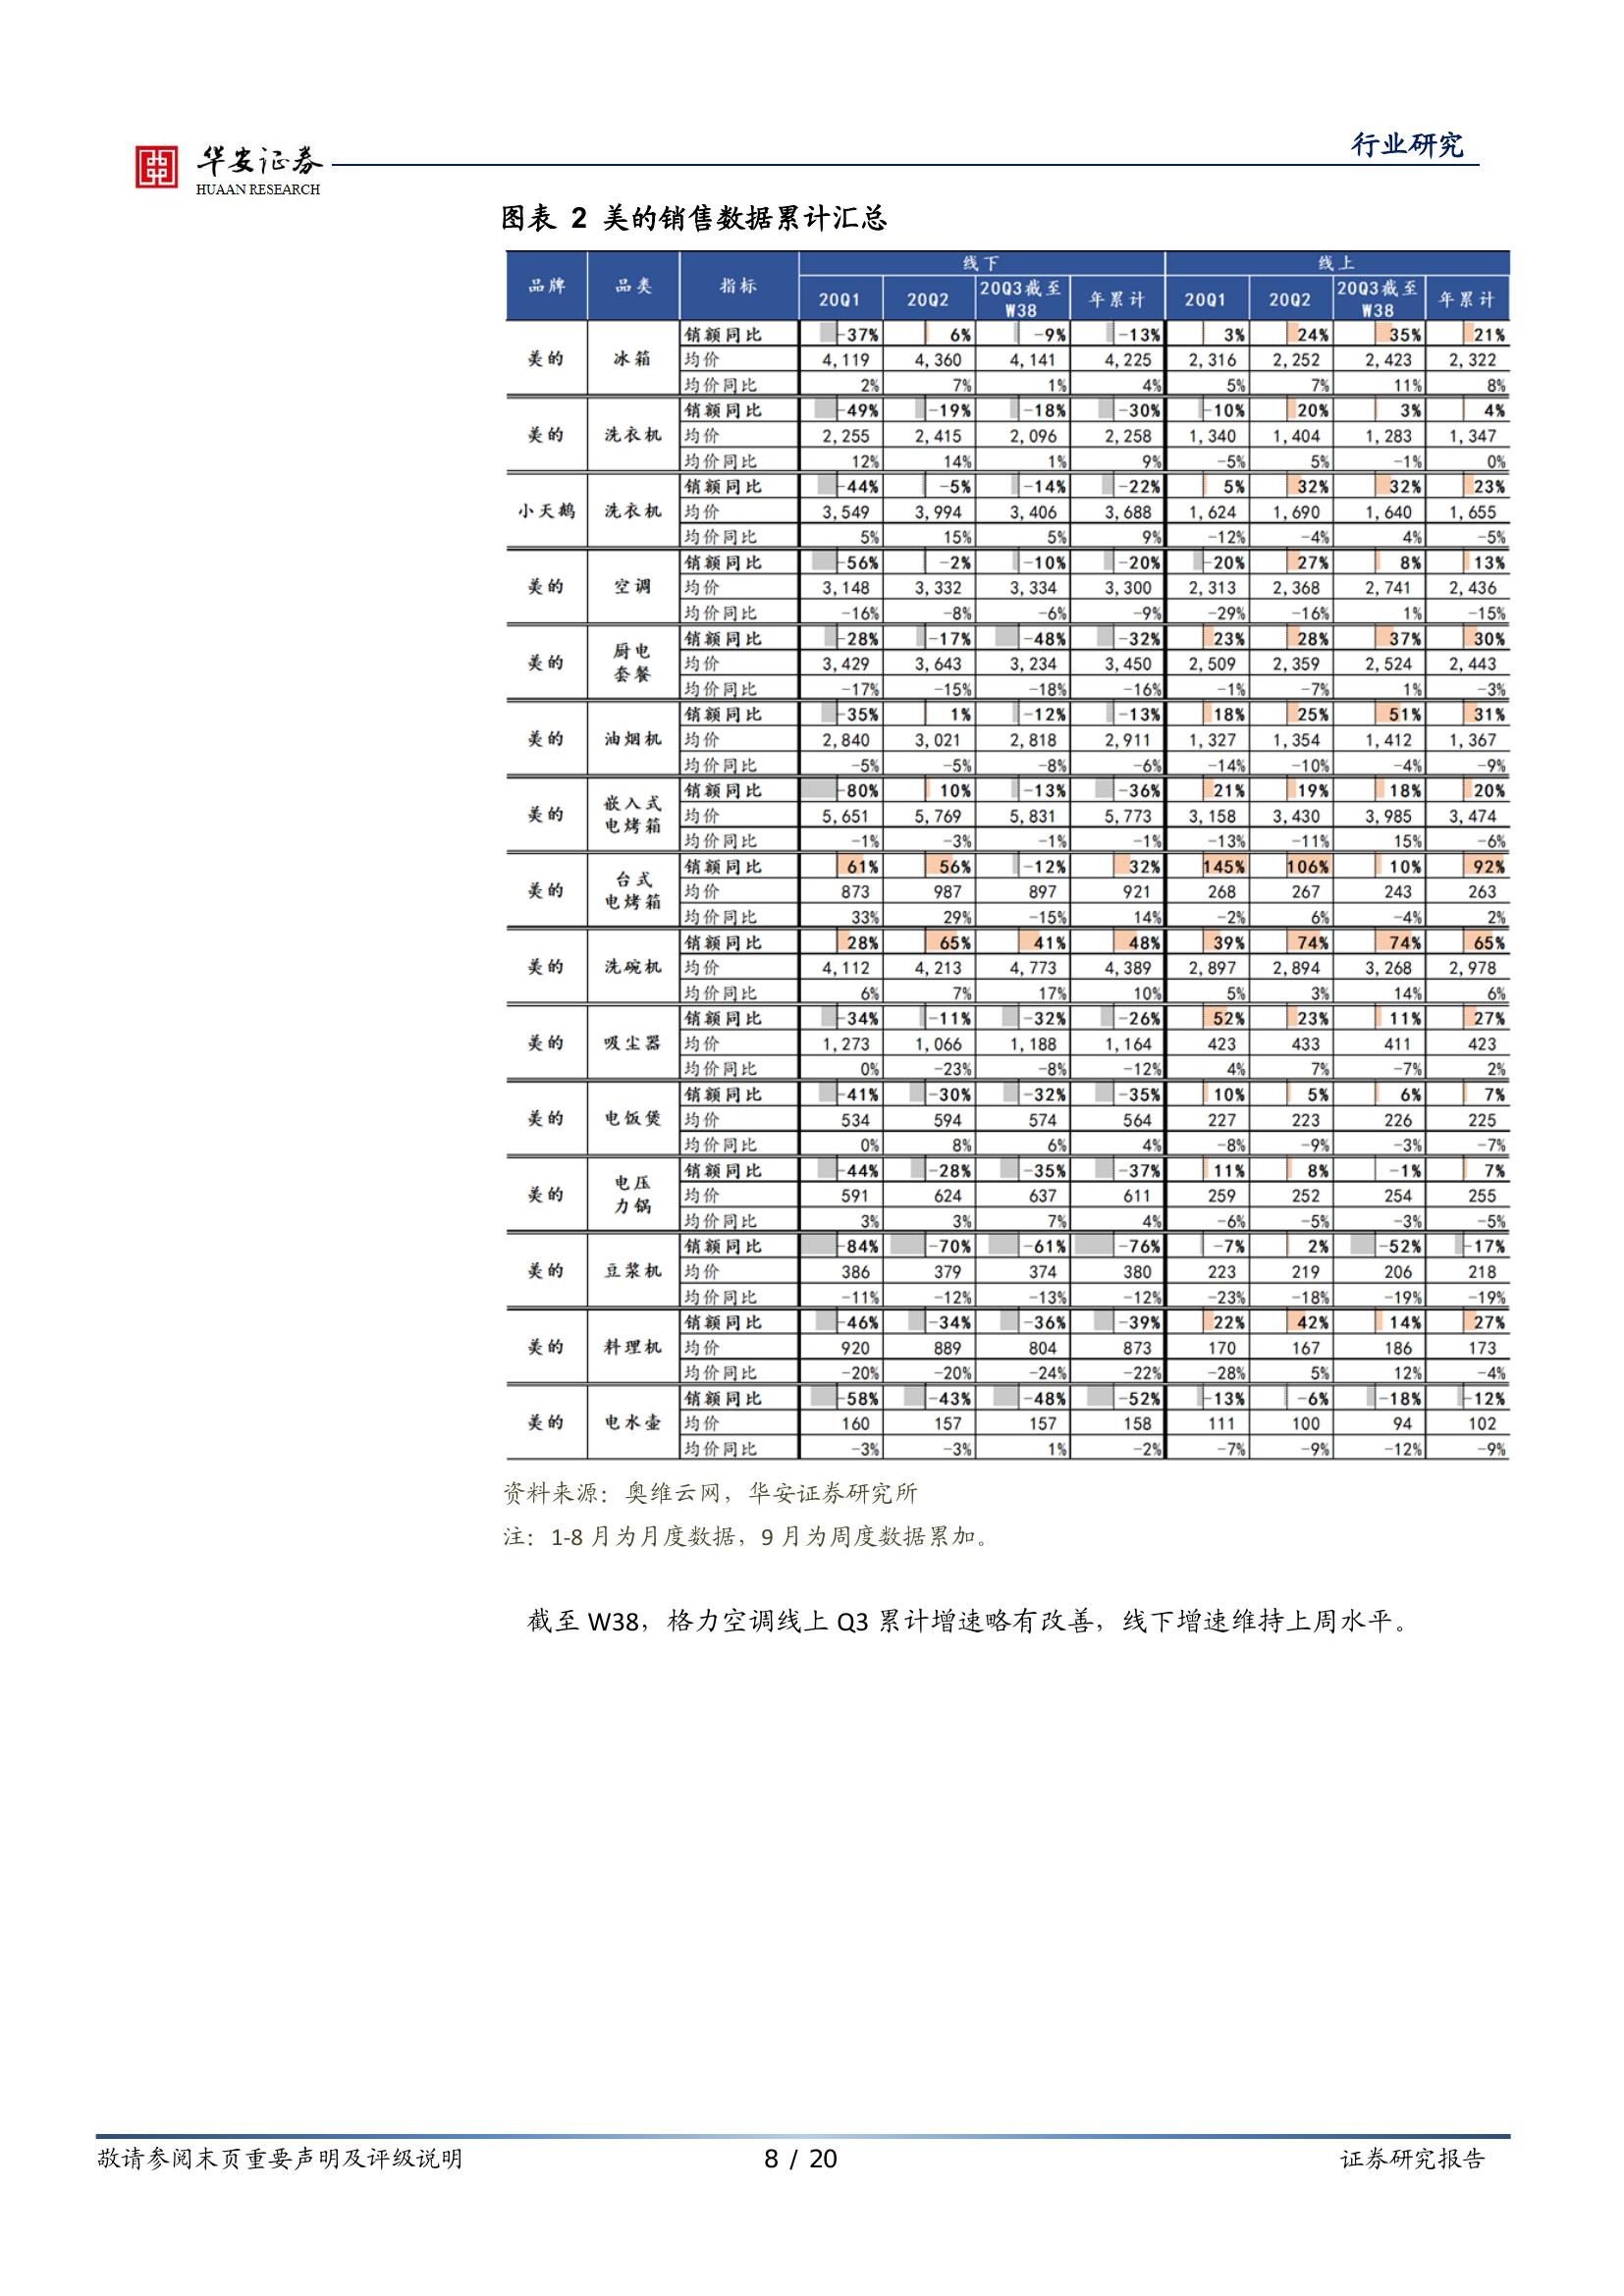 华安证券
HUAAN RESEARCH
行业研究
图表 2 美的销售数据累计汇总
品牌 品类 指标 线下 线上
20Q1 20Q2 20Q3截至W38 年累计 20Q1 20Q2 20Q3截至W38 年累计
美的 冰箱 销额同比 -37% 6% -9% -13% 3% 24% 35% 21%
均价 4,119 4,360 4,141 4,225 2,316 2,252 2,423 2,322
均价同比 2% 7% 1% 4% 5% 7% 11% 8%
美的 洗衣机 销额同比 -49% -19% -18% -30% -10% 20% 3% 4%
均价 2,255 2,415 2,096 2,258 1,340 1,404 1,283 1,347
均价同比 12% 14% 1% 9% -5% 5% -1% 0%
小天鹅 洗衣机 销额同比 -44% -5% -14% -22% 5% 32% 32% 23%
均价 3,549 3,994 3,406 3,688 1,624 1,690 1,640 1,655
均价同比 5% 15% 5% 9% -12% -4% 4% -5%
美的 空调 销额同比 -56% -2% -10% -20% -20% 27% 8% 13%
均价 3,148 3,332 3,334 3,300 2,313 2,368 2,741 2,436
均价同比 -16% -8% -6% -9% -29% -16% 1% -15%
美的 厨电套餐 销额同比 -28% -17% -48% -32% 23% 28% 37% 30%
均价 3,429 3,643 3,234 3,450 2,509 2,359 2,524 2,443
均价同比 -17% -15% -18% -16% -1% -7% 1% -3%
美的 油烟机 销额同比 -35% 1% -12% -13% 18% 25% 51% 31%
均价 2,840 3,021 2,818 2,911 1,327 1,354 1,412 1,367
均价同比 -5% -5% -8% -6% -14% -10% -4% -9%
美的 嵌入式电烤箱 销额同比 -80% 10% -13% -36% 21% 19% 18% 20%
均价 5,651 5,769 5,831 5,773 3,158 3,430 3,985 3,474
均价同比 -1% -3% -1% -1% -13% -11% 15% -6%
美的 台式电烤箱 销额同比 61% 56% -12% 32% 145% 106% 10% 92%
均价 873 987 897 921 268 267 243 263
均价同比 33% 29% -15% 14% -2% 6% -4% 2%
美的 洗碗机 销额同比 28% 65% 41% 48% 39% 74% 74% 65%
均价 4,112 4,213 4,773 4,389 2,897 2,894 3,268 2,978
均价同比 6% 7% 17% 10% 5% 3% 14% 6%
美的 吸尘器 销额同比 -34% -11% -32% -26% 52% 23% 11% 27%
均价 1,273 1,066 1,188 1,164 423 433 411 423
均价同比 0% -23% -8% -12% 4% 7% -7% 2%
美的 电饭煲 销额同比 -41% -30% -32% -35% 10% 5% 6% 7%
均价 534 594 574 564 227 223 226 225
均价同比 0% 8% 6% 4% -8% -9% -3% -7%
美的 电压力锅 销额同比 -44% -28% -35% -37% 11% 8% -1% 7%
均价 591 624 637 611 259 252 254 255
均价同比 3% 3% 7% 4% -6% -5% -3% -5%
美的 豆浆机 销额同比 -84% -70% -61% -76% -7% 2% -52% -17%
均价 386 379 374 380 223 219 206 218
均价同比 -11% -12% -13% -12% -23% -18% -19% -19%
美的 料理机 销额同比 -46% -34% -36% -39% 22% 42% 14% 27%
均价 920 889 804 873 170 167 186 173
均价同比 -20% -20% -24% -22% -28% 5% 12% -4%
美的 电水壶 销额同比 -58% -43% -48% -52% -13% -6% -18% -12%
均价 160 157 157 158 111 100 94 102
均价同比 -3% -3% 1% -2% -7% -9% -12% -9%
资料来源：奥维云网，华安证券研究所
注：1-8 月为月度数据，9 月为周度数据累加。
截至 W38，格力空调线上 Q3 累计增速略有改善，线下增速维持上周水平。
敬请参阅末页重要声明及评级说明 8 / 20 证券研究报告